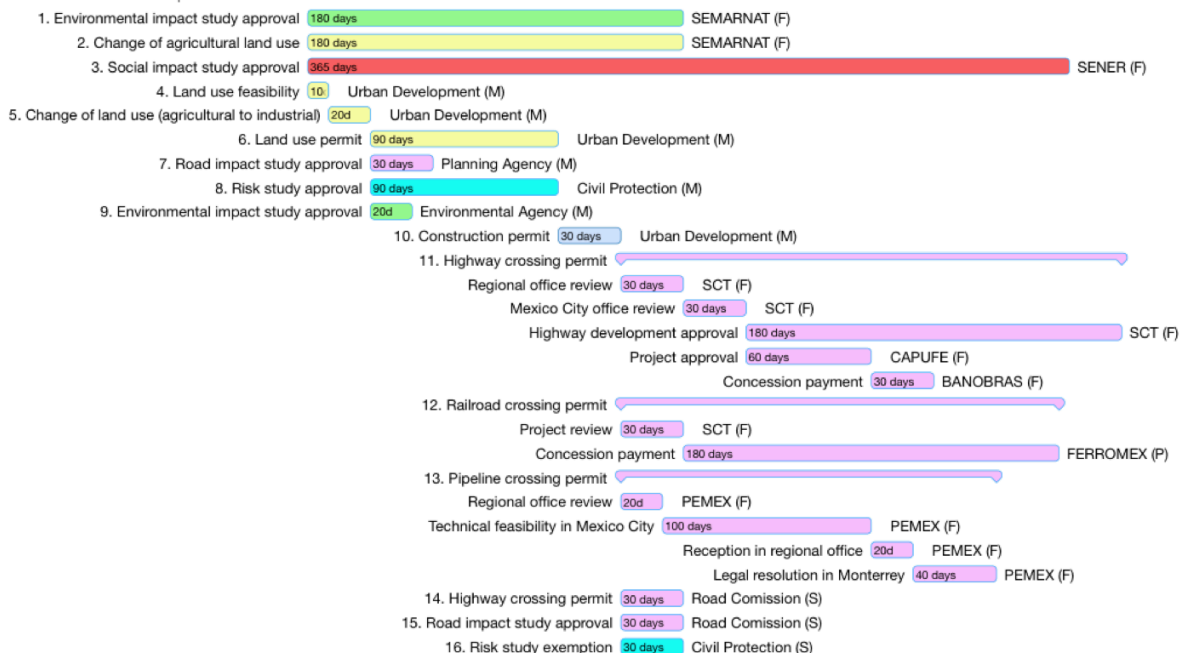 1. Environmental impact study approval 180 days SEMARNAT (F)
2. Change of agricultural land use 180 days SEMARNAT (F)
3. Social impact study approval 365 days SENER (F)
4. Land use feasibility 10 Urban Development (M)
5. Change of land use (agricultural to industrial) 20d Urban Development (M)
6. Land use permit 90 days Urban Development (M)
7. Road impact study approval 30 days Planning Agency (M)
8. Risk study approval 90 days Civil Protection (M)
9. Environmental impact study approval 20d Environmental Agency (M)
10. Construction permit 30 days Urban Development (M)
11. Highway crossing permit
Regional office review 30 days SCT (F)
Mexico City office review 30 days SCT (F)
Highway development approval 180 days SCT (F)
Project approval 60 days CAPUFE (F)
Concession payment 30 days BANOBRAS (F)
12. Railroad crossing permit
Project review 30 days SCT (F)
Concession payment 180 days FERROMEX (P)
13. Pipeline crossing permit
Regional office review 20d PEMEX (F)
Technical feasibility in Mexico City 100 days PEMEX (F)
Reception in regional office 20d PEMEX (F)
Legal resolution in Monterrey 40 days PEMEX (F)
14. Highway crossing permit 30 days Road Comission (S)
15. Road impact study approval 30 days Road Comission (S)
16. Risk study exemption 30 days Civil Protection (S)